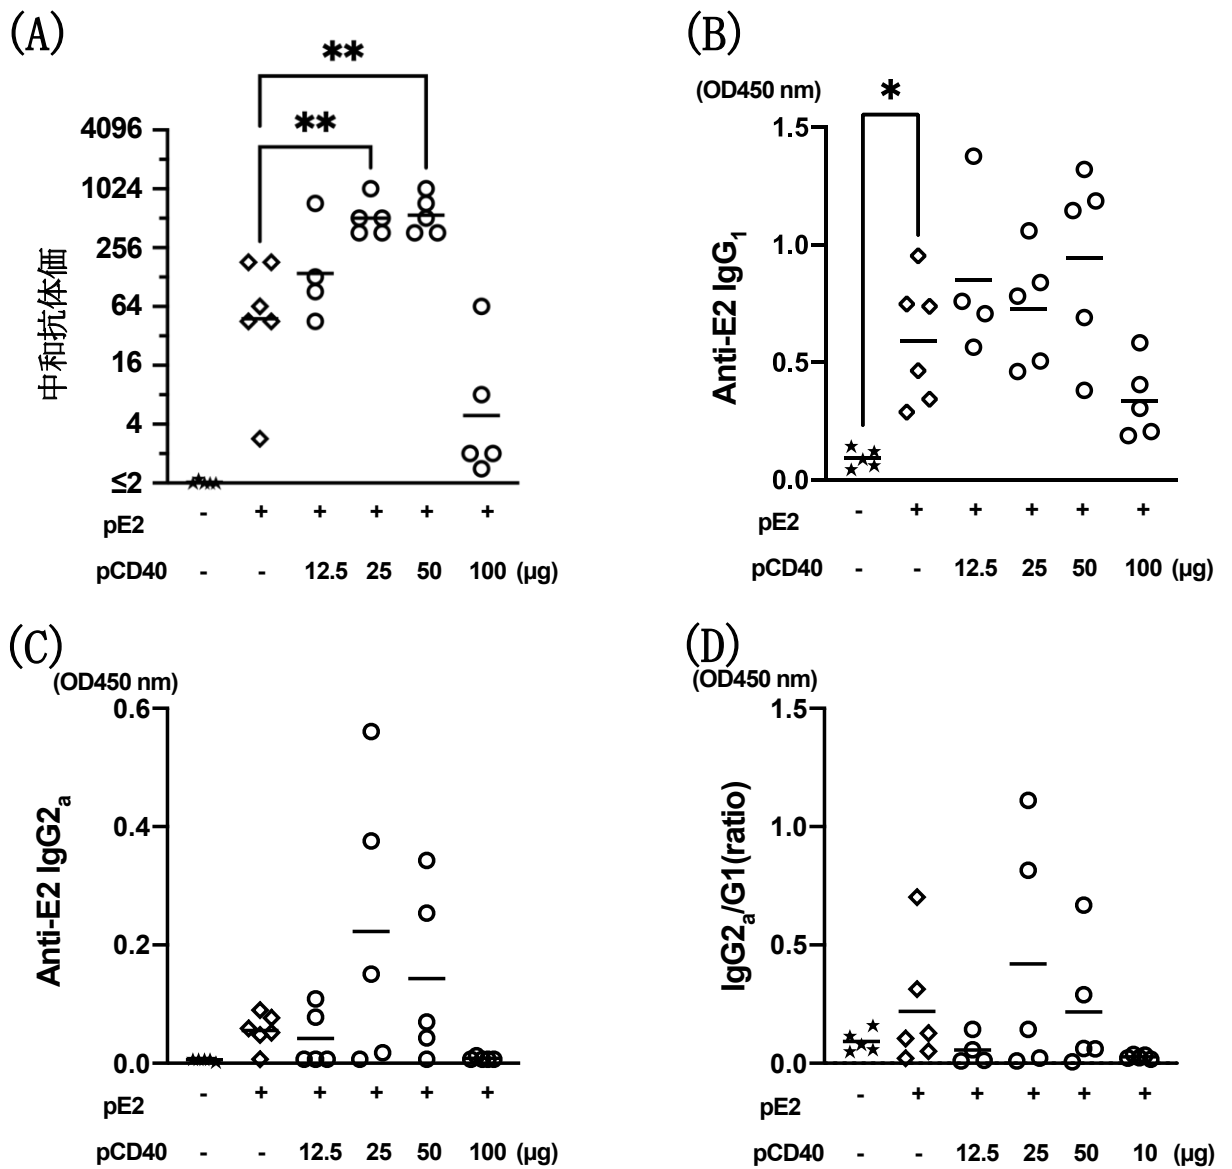 (A)
**
**
4096
1024
256
64
16
4
≤2
中和抗体価
pE2 - + + + + +
pCD40 - - 12.5 25 50 100 (µg)
(B)
(OD450 nm)
*
1.5
1.0
0.5
0.0
Anti-E2 IgG1
pE2 - + + + + +
pCD40 - - 12.5 25 50 100 (µg)
(C)
(OD450 nm)
0.6
0.4
0.2
0.0
Anti-E2 IgG2a
pE2 - + + + + +
pCD40 - - 12.5 25 50 100 (µg)
(D)
(OD450 nm)
1.5
1.0
0.5
0.0
IgG2a/G1(ratio)
pE2 - + + + + +
pCD40 - - 12.5 25 50 10 (µg)